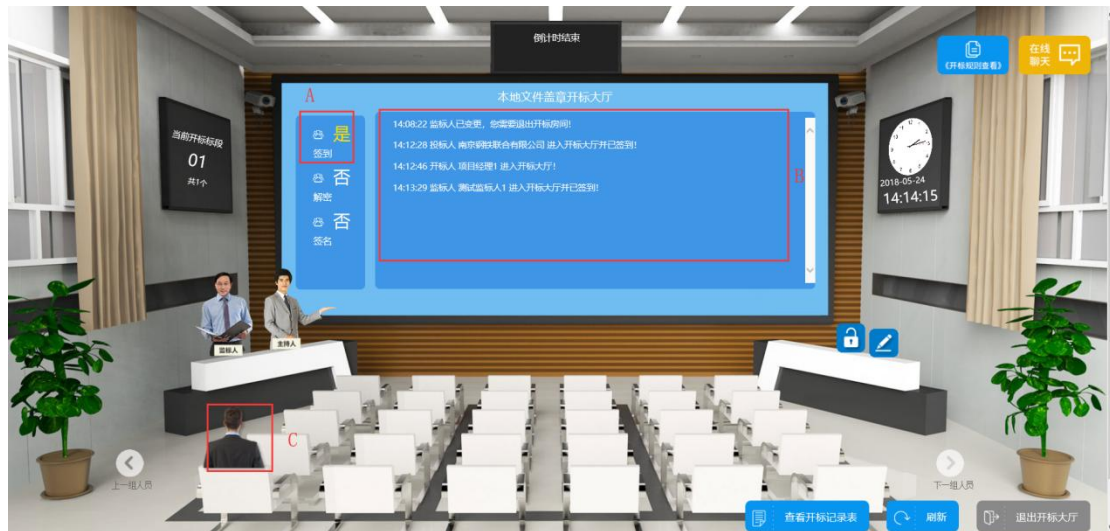 倒计时结束
《开标规则查看》
在线
聊天
A
本地文件盖章开标大厅
是
签到
否
解密
否
签名
14:08:22 监标人已变更，您需要退出开标房间!
14:12:28 投标人 南京钢铁联合有限公司 进入开标大厅并已签到!
14:12:46 开标人 项目经理1 进入开标大厅!
14:13:29 监标人 测试监标人1 进入开标大厅并已签到!
B
当前开标标段
01
共1个
2018-05-24
14:14:15
监标人
主持人
C
上一组人员
下一组人员
查看开标记录表
刷新
退出开标大厅